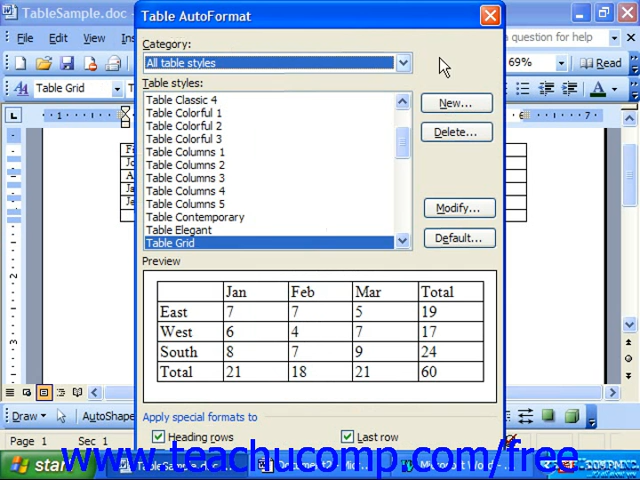 TableSample.doc -
Table AutoFormat
File Edit View
a question for help
69% Read
Table Grid
Category:
All table styles
Table styles:
Table Classic 4
Table Colorful 1
Table Colorful 2
Table Colorful 3
Table Columns 1
Table Columns 2
Table Columns 3
Table Columns 4
Table Columns 5
Table Contemporary
Table Elegant
Table Grid
New...
Delete...
Modify...
Default...
Preview
Jan Feb Mar Total
East 7 7 5 19
West 6 4 7 17
South 8 7 9 24
Total 21 18 21 60
Apply special formats to
Heading rows Last row
Draw AutoShape
Page 1 Sec 1
start TableSample.doc
www.teachucomp.com/free